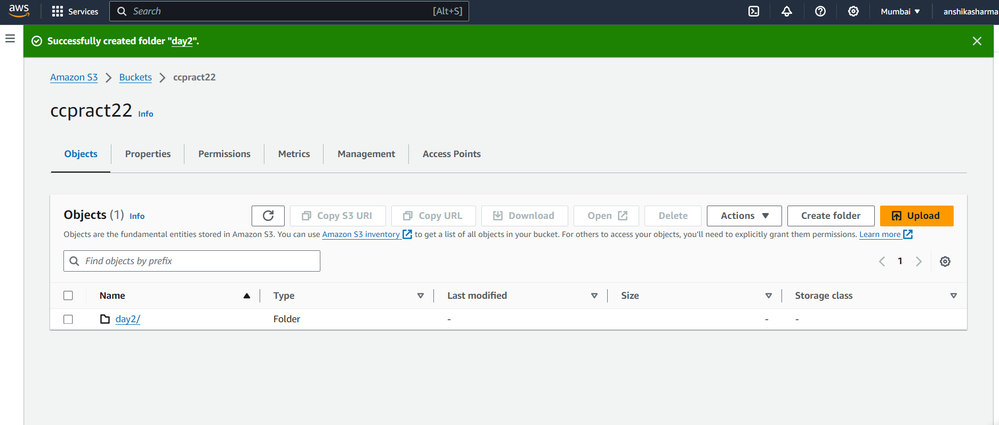 aws Services Search [Alt+S] Mumbai anshikasharma
Successfully created folder "day2".
Amazon S3 Buckets ccpract22
ccpract22 Info
Objects Properties Permissions Metrics Management Access Points
Objects (1) Info Copy S3 URI Copy URL Download Open Delete Actions Create folder Upload
Objects are the fundamental entities stored in Amazon S3. You can use Amazon S3 inventory to get a list of all objects in your bucket. For others to access your objects, you'll need to explicitly grant them permissions. Learn more
Find objects by prefix 1
Name Type Last modified Size Storage class
day2/ Folder - - -